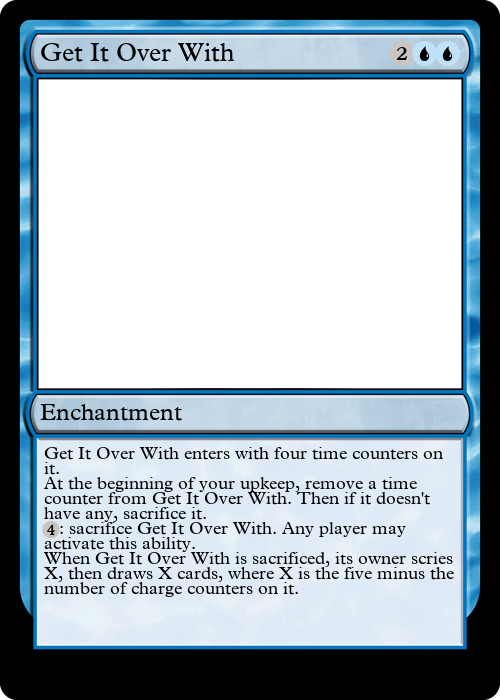 Get It Over With 2
Enchantment
Get It Over With enters with four time counters on
it.
At the beginning of your upkeep, remove a time
counter from Get It Over With. Then if it doesn't
have any, sacrifice it.
4: sacrifice Get It Over With. Any player may
activate this ability.
When Get It Over With is sacrificed, its owner scries
X, then draws X cards, where X is the five minus the
number of charge counters on it.